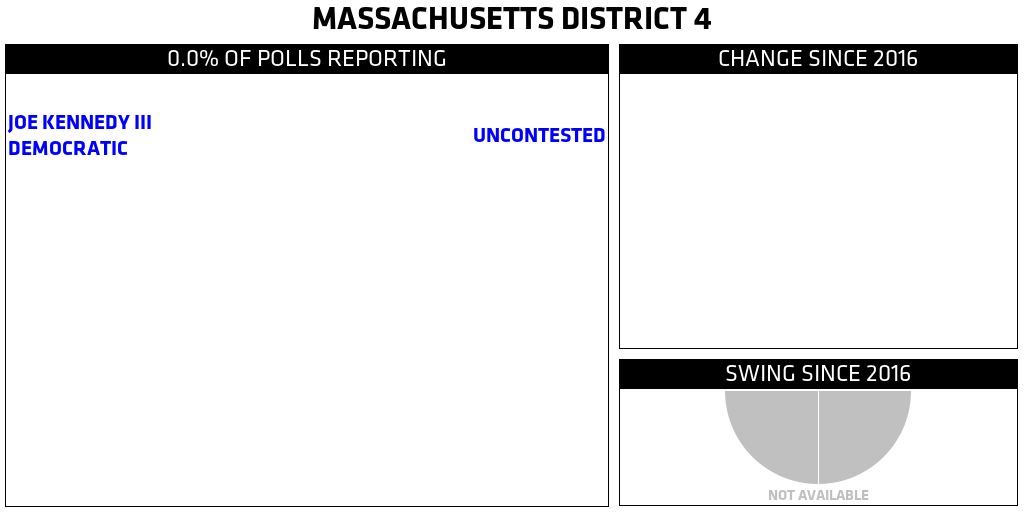 MASSACHUSETTS DISTRICT 4
0.0% OF POLLS REPORTING
JOE KENNEDY III
DEMOCRATIC
UNCONTESTED
CHANGE SINCE 2016
SWING SINCE 2016
NOT AVAILABLE